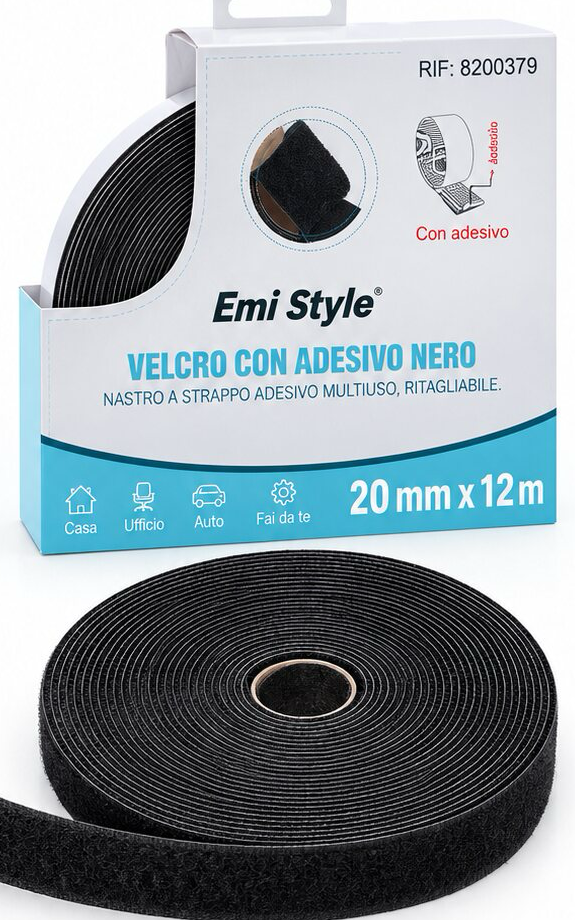 RIF: 8200379
Con adesivo
Emi Style®
VELCRO CON ADESIVO NERO
NASTRO A STRAPPO ADESIVO MULTIUSO, RITAGLIABILE.
Casa
Ufficio
Auto
Fai da te
20 mm x 12 m